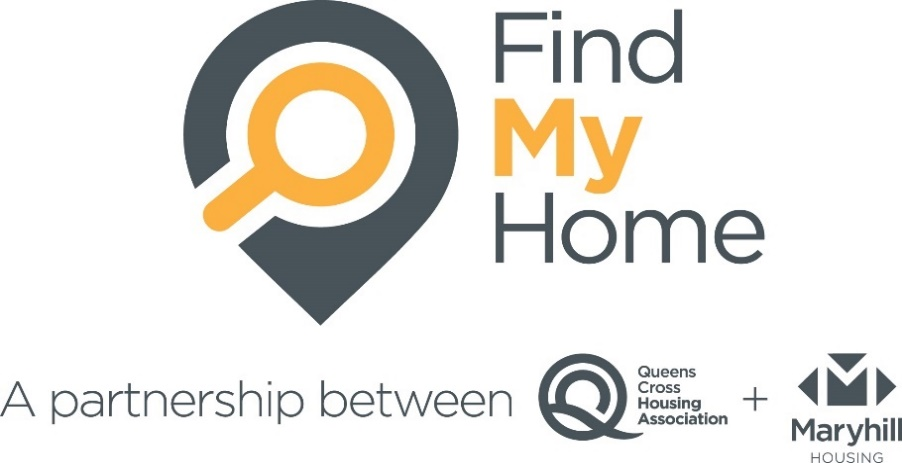 Find
My
Home
A partnership between
Queens
Cross
Housing
Association
+
Maryhill
HOUSING